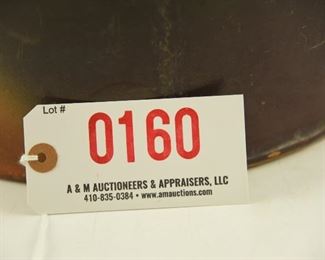 Lot #
0160
A & M AUCTIONEERS & APPRAISERS, LLC
410-835-0384 • www.amauctions.com